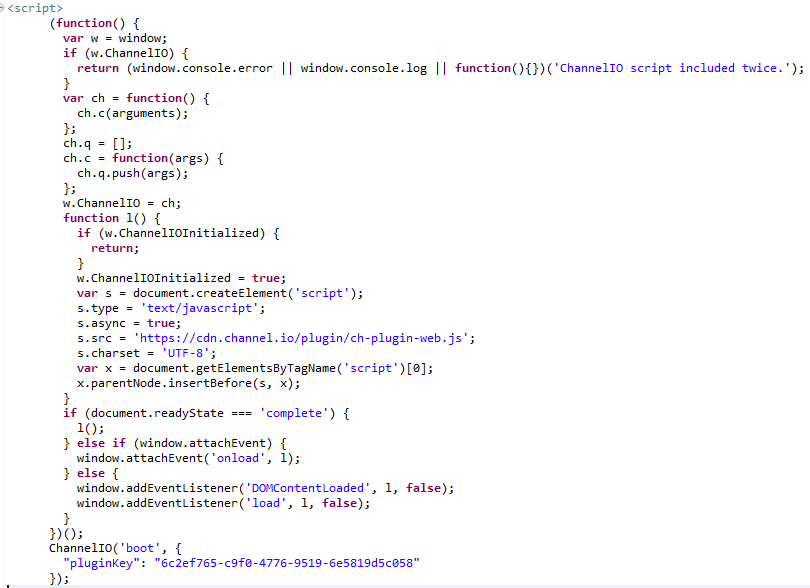 <script>
(function() {
var w = window;
if (w.ChannelIO) {
return (window.console.error || window.console.log || function(){})('ChannelIO script included twice.');
}
var ch = function() {
ch.c(arguments);
};
ch.q = [];
ch.c = function(args) {
ch.q.push(args);
};
w.ChannelIO = ch;
function l() {
if (w.ChannelIOInitialized) {
return;
}
w.ChannelIOInitialized = true;
var s = document.createElement('script');
s.type = 'text/javascript';
s.async = true;
s.src = 'https://cdn.channel.io/plugin/ch-plugin-web.js';
s.charset = 'UTF-8';
var x = document.getElementsByTagName('script')[0];
x.parentNode.insertBefore(s, x);
}
if (document.readyState === 'complete') {
l();
} else if (window.attachEvent) {
window.attachEvent('onload', l);
} else {
window.addEventListener('DOMContentLoaded', l, false);
window.addEventListener('load', l, false);
}
})();
ChannelIO('boot', {
"pluginKey": "6c2ef765-c9f0-4776-9519-6e5819d5c058"
});